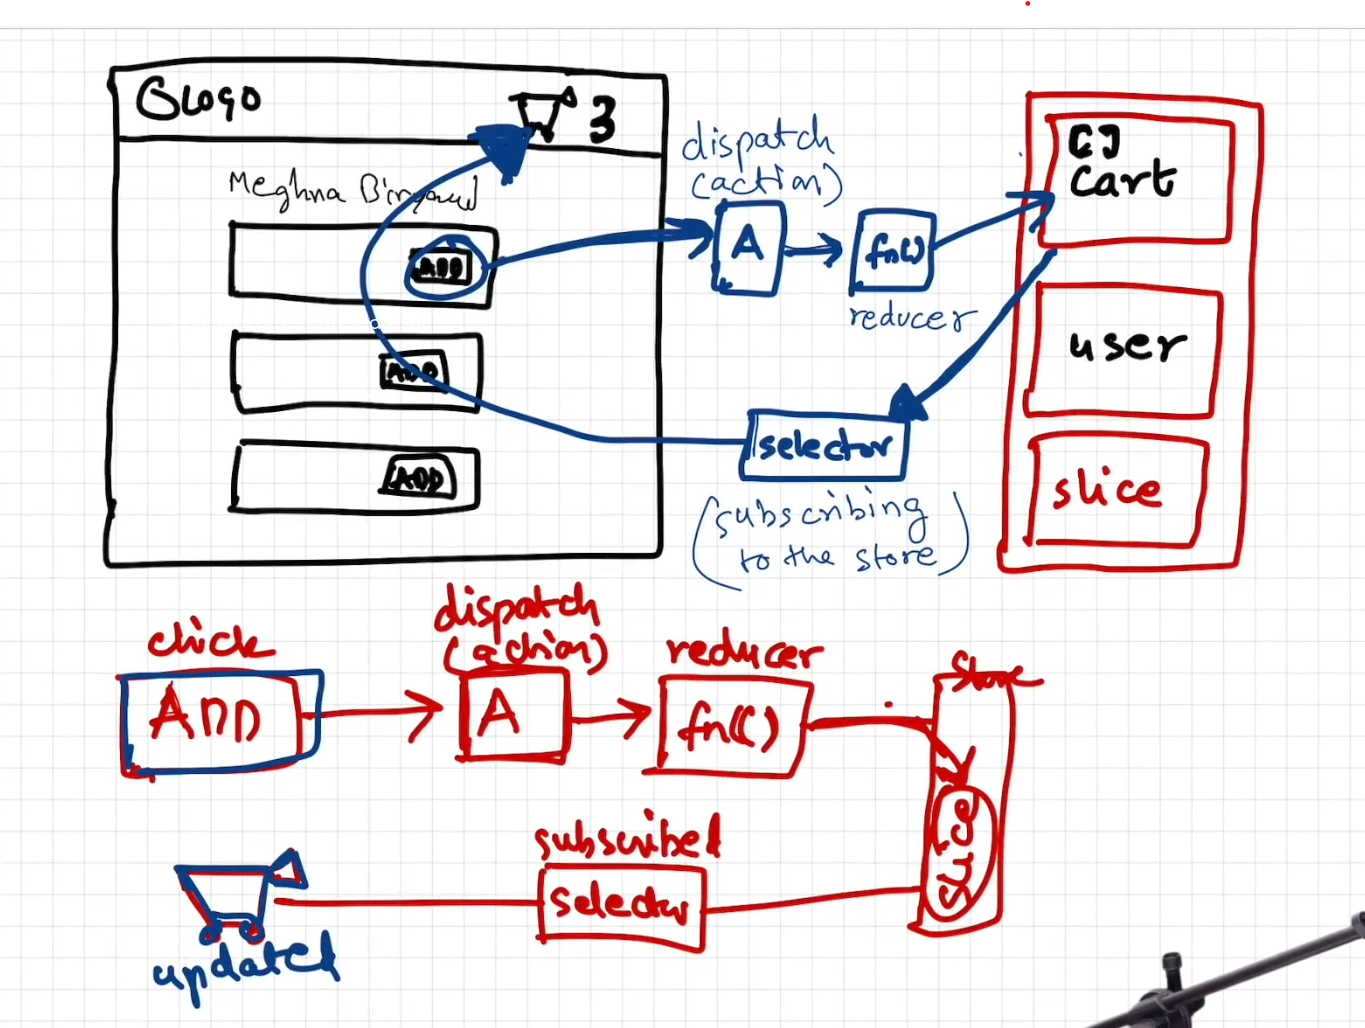 Logo
3
Meghna Biryani
ADD
ADD
ADD
dispatch
(action)
A
fn()
reducer
[]
Cart
user
slice
selector
(subscribing
to the store)
click
ADD
dispatch
(action)
A
reducer
fn()
Store
slice
subscribed
selector
updated